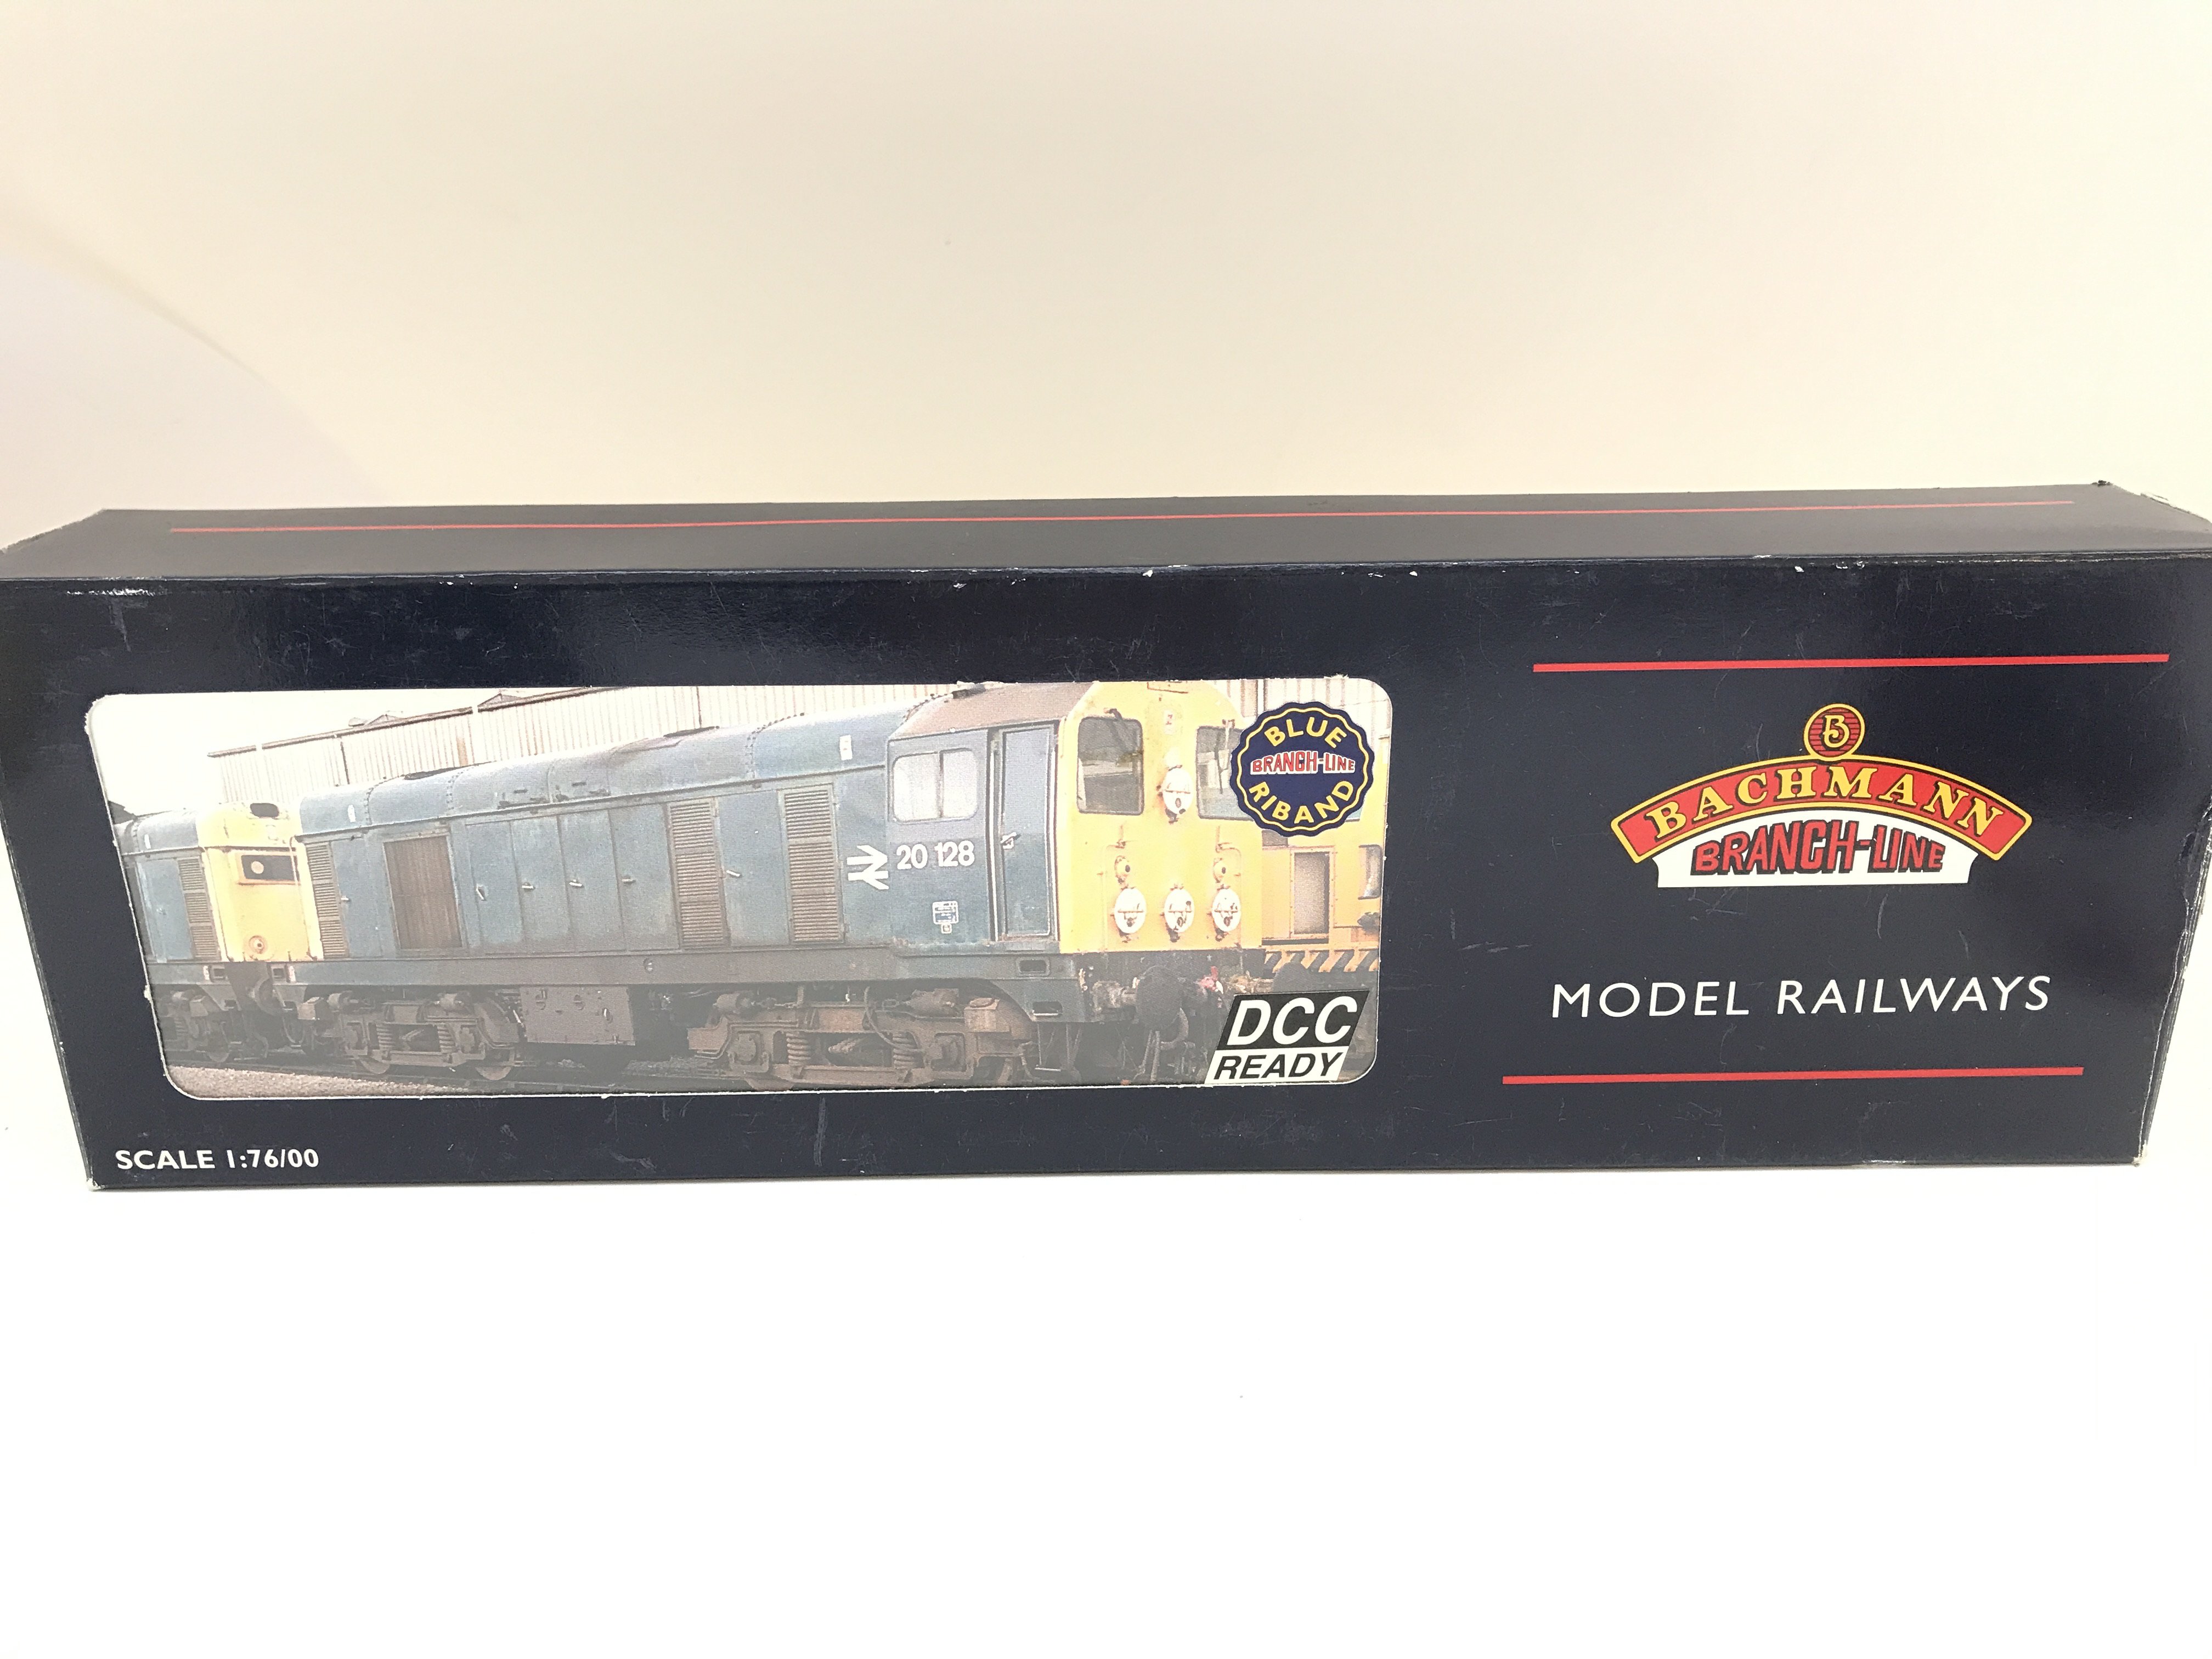 20 128
BLUE
BRANCH-LINE
RIBAND
DCC
READY
SCALE 1:76/00
B
BACHMANN
BRANCH-LINE
MODEL RAILWAYS